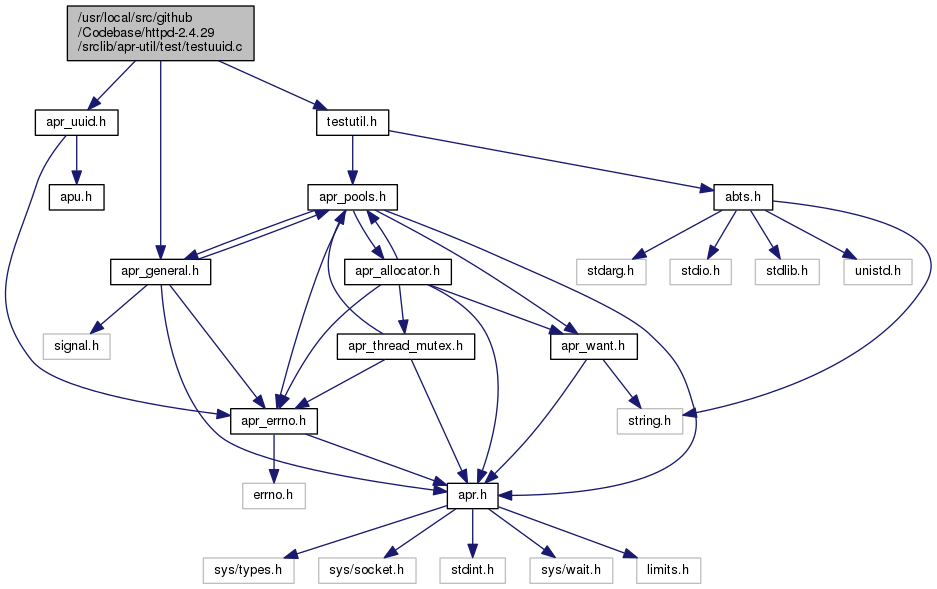 /usr/local/src/github
/Codebase/httpd-2.4.29
/srclib/apr-util/test/testuuid.c
apr_uuid.h
testutil.h
apu.h
apr_pools.h
abts.h
apr_general.h
apr_allocator.h
stdarg.h
stdio.h
stdlib.h
unistd.h
signal.h
apr_thread_mutex.h
apr_want.h
apr_errno.h
string.h
errno.h
apr.h
sys/types.h
sys/socket.h
stdint.h
sys/wait.h
limits.h